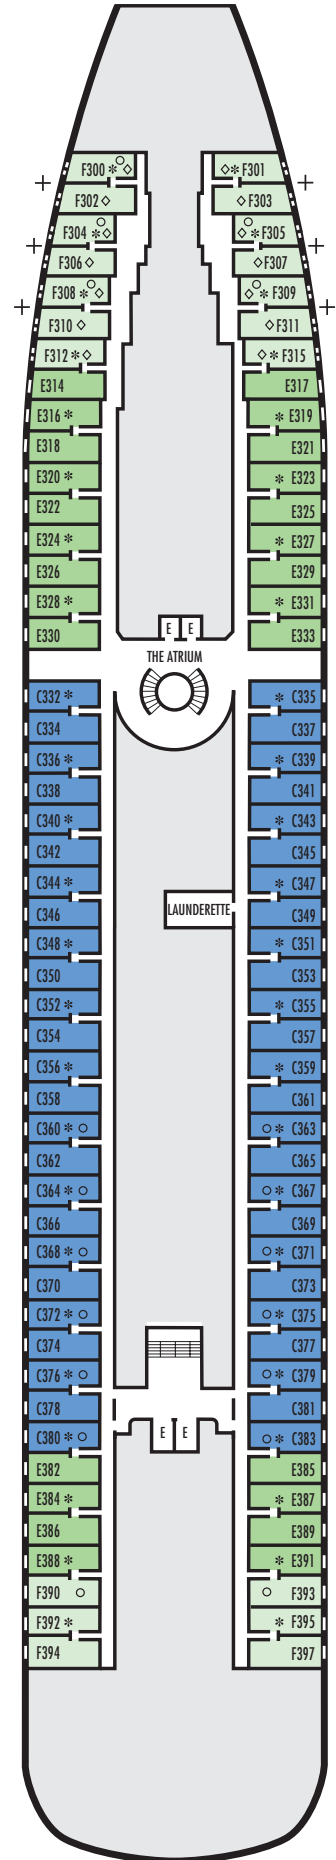 F300 *○◇ ◇* F301
F302 ◇ ◇ F303
F304 *○◇ ○◇* F305
F306 ◇ ◇ F307
F308 *○◇ ○◇* F309
F310 ◇ ◇ F311
F312 *◇ ◇* F315
E314 E317
E316 * * E319
E318 E321
E320 * * E323
E322 E325
E324 * * E327
E326 E329
E328 * * E331
E330 E E E333
THE ATRIUM
C332 * * C335
C334 C337
C336 * * C339
C338 C341
C340 * * C343
C342 C345
C344 * * C347
C346 LAUNDERETTE C349
C348 * * C351
C350 C353
C352 * * C355
C354 C357
C356 * * C359
C358 C361
C360 * ○ ○ * C363
C362 C365
C364 * ○ ○ * C367
C366 C369
C368 * ○ ○ * C371
C370 C373
C372 * ○ ○ * C375
C374 C377
C376 * ○ ○ * C379
C378 C381
C380 * ○ E E ○ * C383
E382 E385
E384 * * E387
E386 E389
E388 * * E391
F390 ○ ○ F393
F392 * * F395
F394 F397